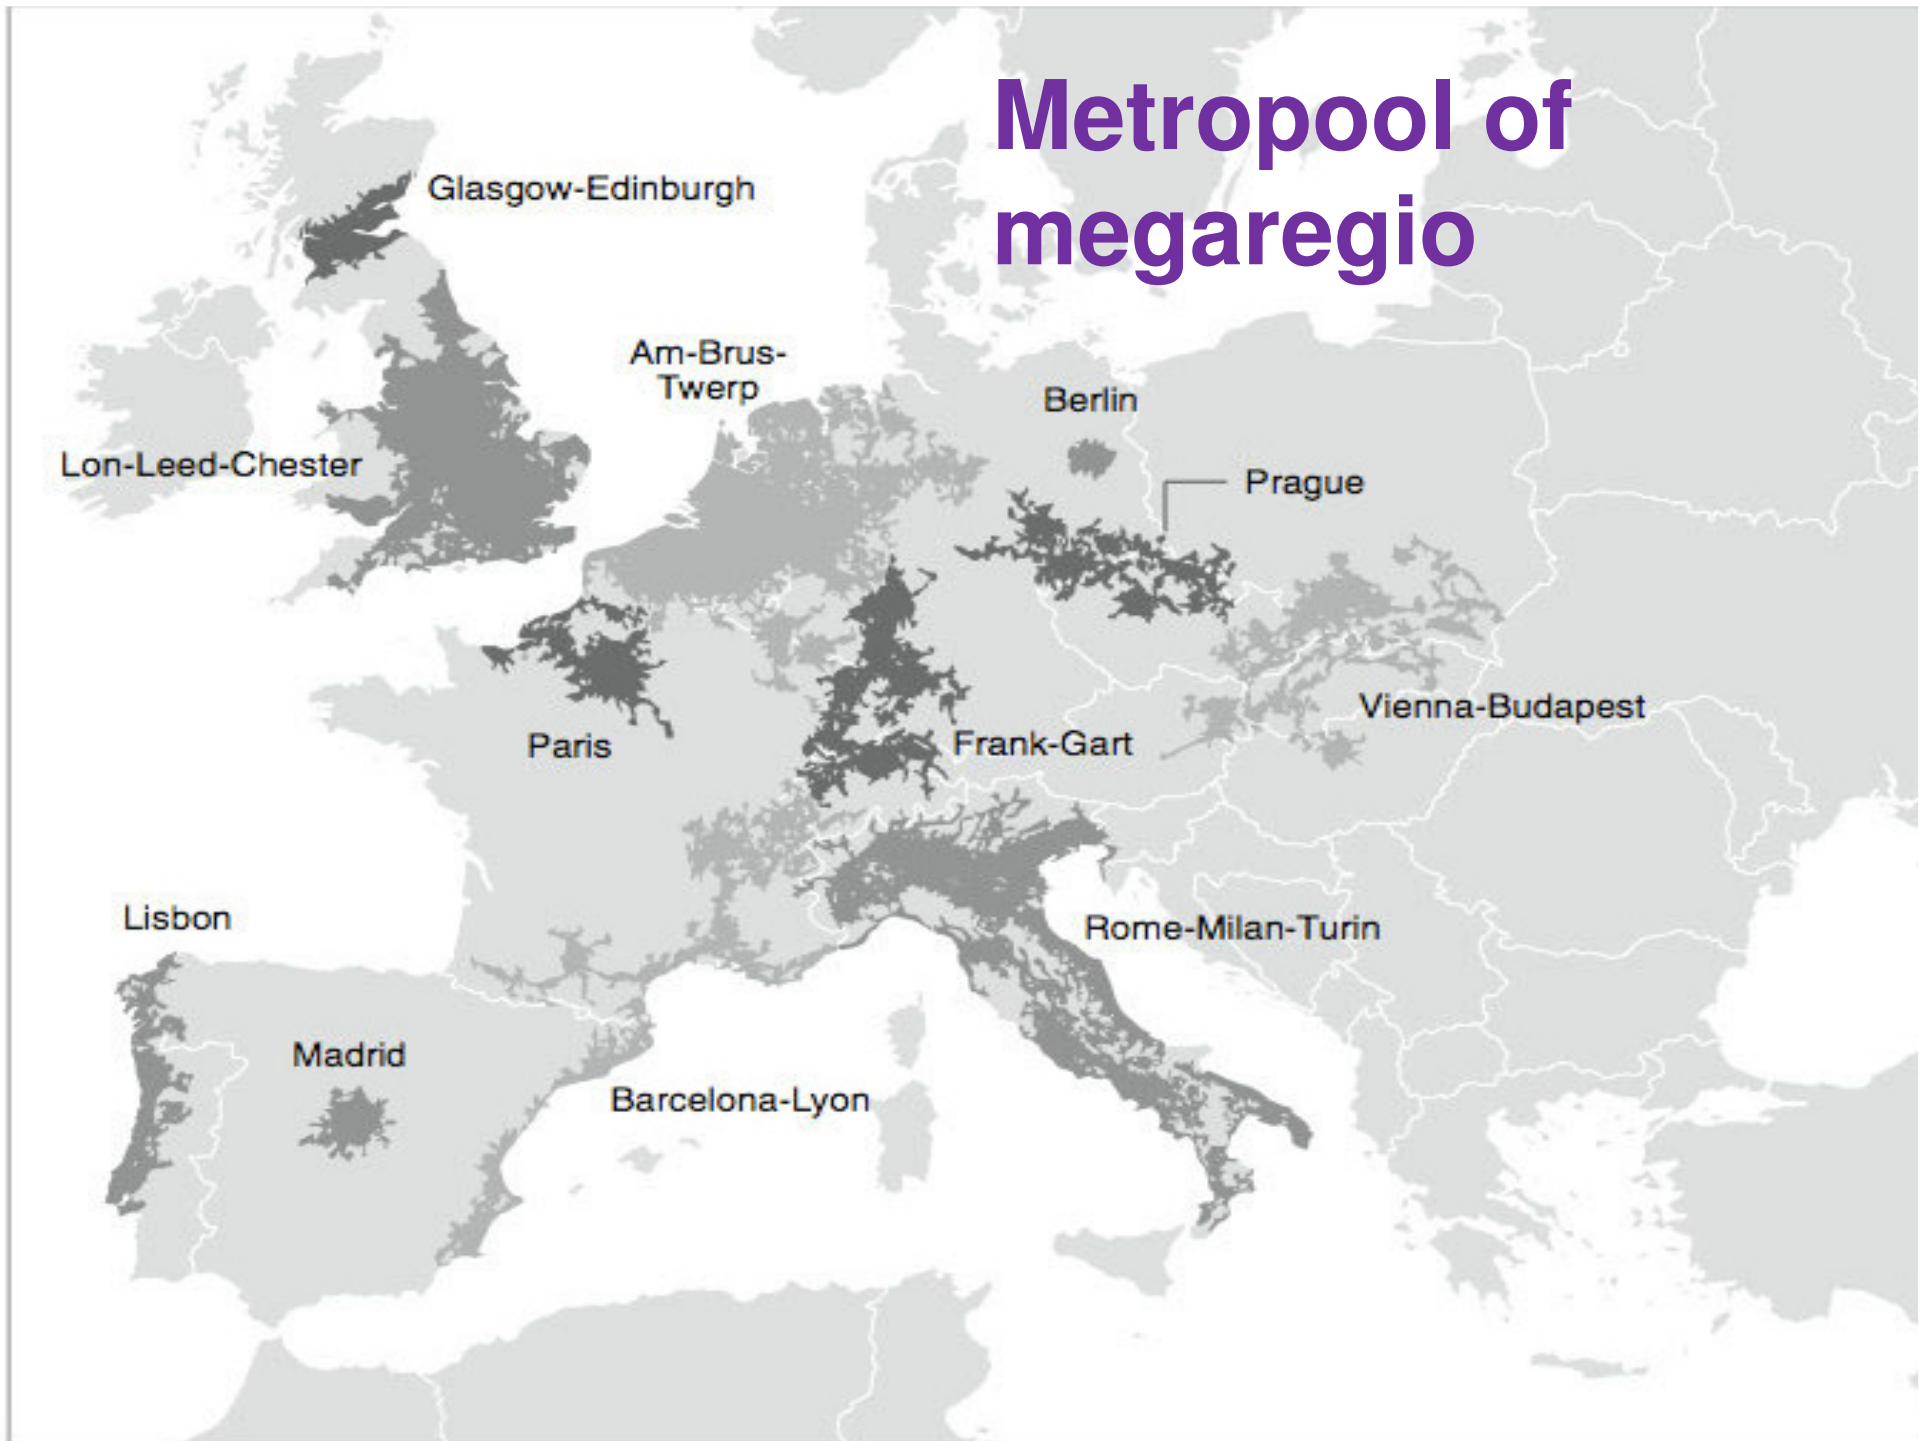 Metropool of
megaregio
Glasgow-Edinburgh
Am-Brus-
Twerp
Berlin
Lon-Leed-Chester
Prague
Vienna-Budapest
Paris
Frank-Gart
Lisbon
Rome-Milan-Turin
Madrid
Barcelona-Lyon